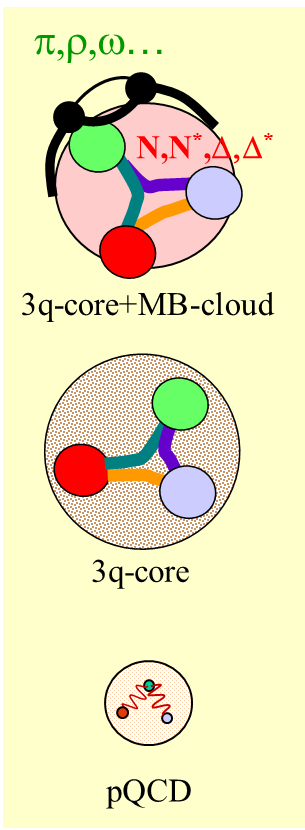 π,ρ,ω...
N,N*,Δ,Δ*
3q-core+MB-cloud
3q-core
pQCD